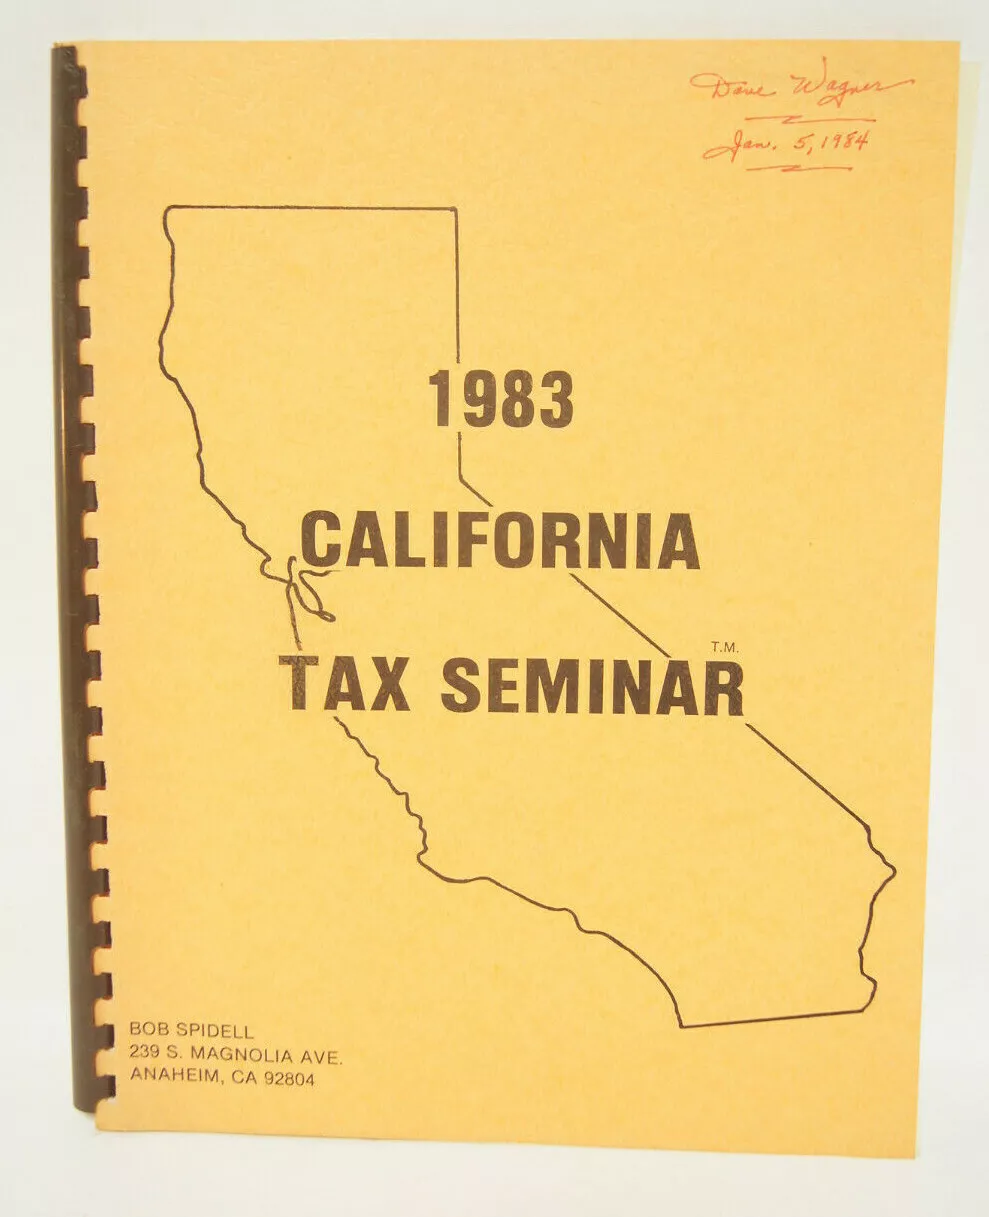 Dave Wagner
Jan. 5, 1984
1983
CALIFORNIA
T.M.
TAX SEMINAR
BOB SPIDELL
239 S. MAGNOLIA AVE.
ANAHEIM, CA 92804